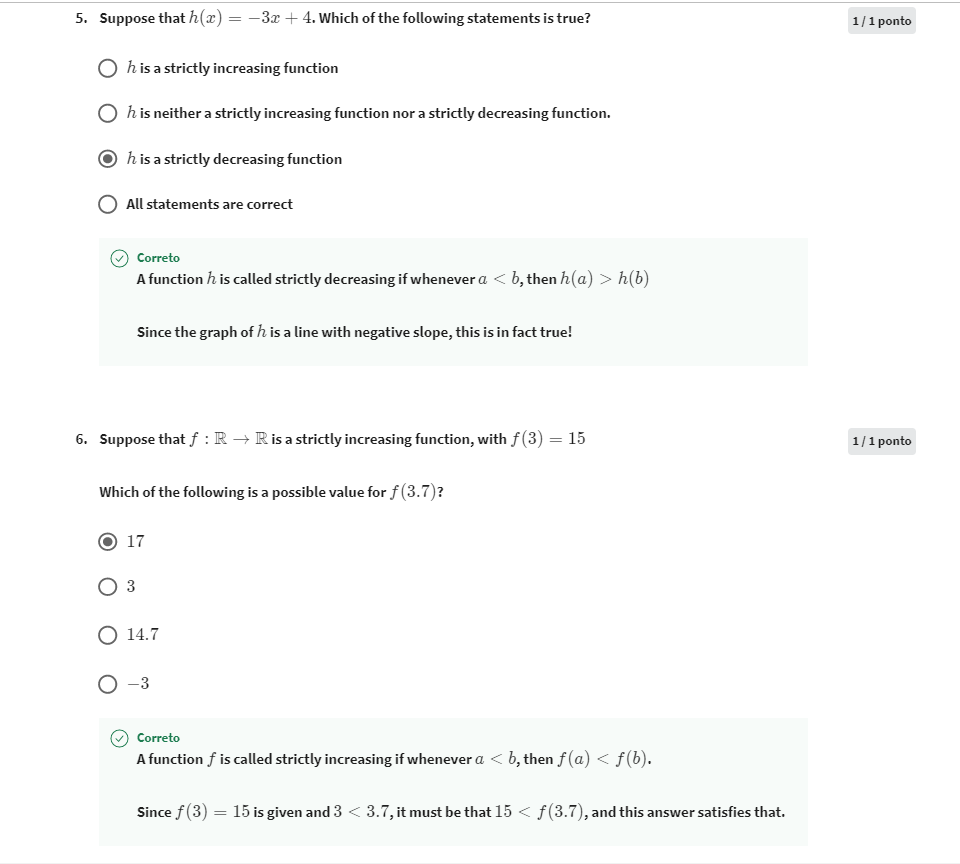 5. Suppose that h(x) = −3x + 4. Which of the following statements is true?
1 / 1 ponto
h is a strictly increasing function
h is neither a strictly increasing function nor a strictly decreasing function.
h is a strictly decreasing function
All statements are correct
Correto
A function h is called strictly decreasing if whenever a < b, then h(a) > h(b)
Since the graph of h is a line with negative slope, this is in fact true!
6. Suppose that f : ℝ → ℝ is a strictly increasing function, with f(3) = 15
1 / 1 ponto
Which of the following is a possible value for f(3.7)?
17
3
14.7
−3
Correto
A function f is called strictly increasing if whenever a < b, then f(a) < f(b).
Since f(3) = 15 is given and 3 < 3.7, it must be that 15 < f(3.7), and this answer satisfies that.